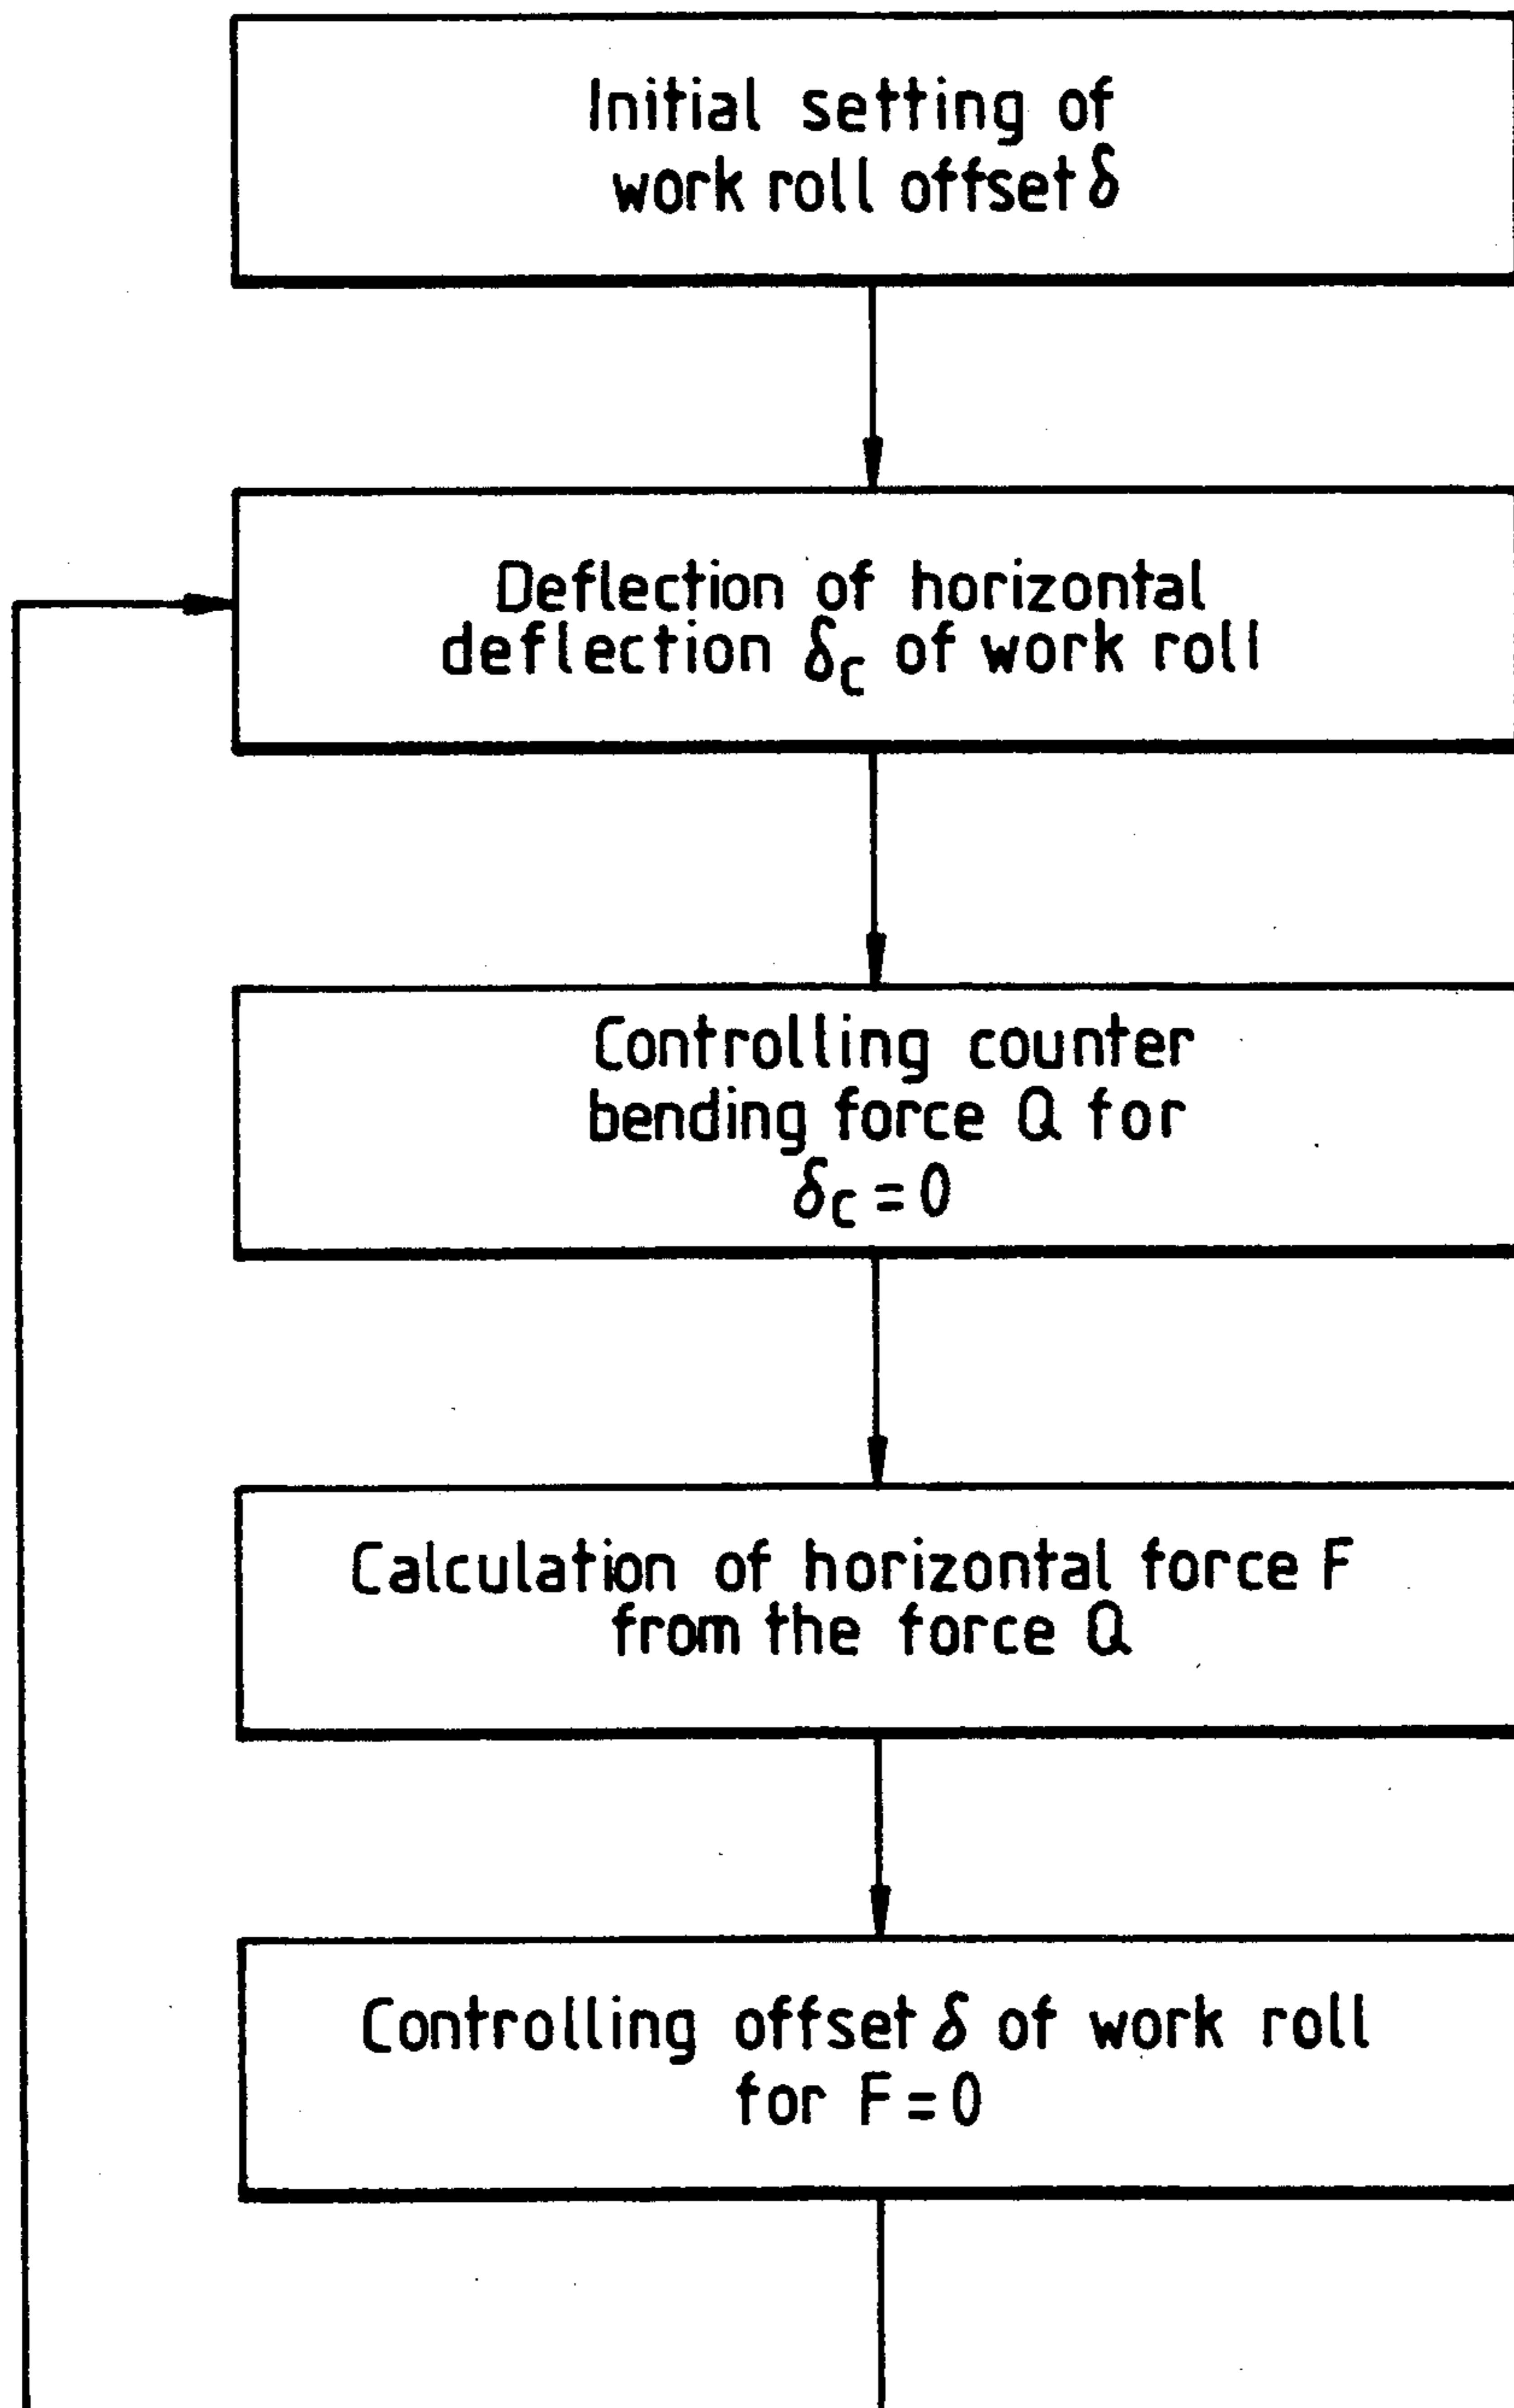 Initial setting of
work roll offset δ
Deflection of horizontal
deflection δc of work roll
Controlling counter
bending force Q for
δc = 0
Calculation of horizontal force F
from the force Q
Controlling offset δ of work roll
for F = 0